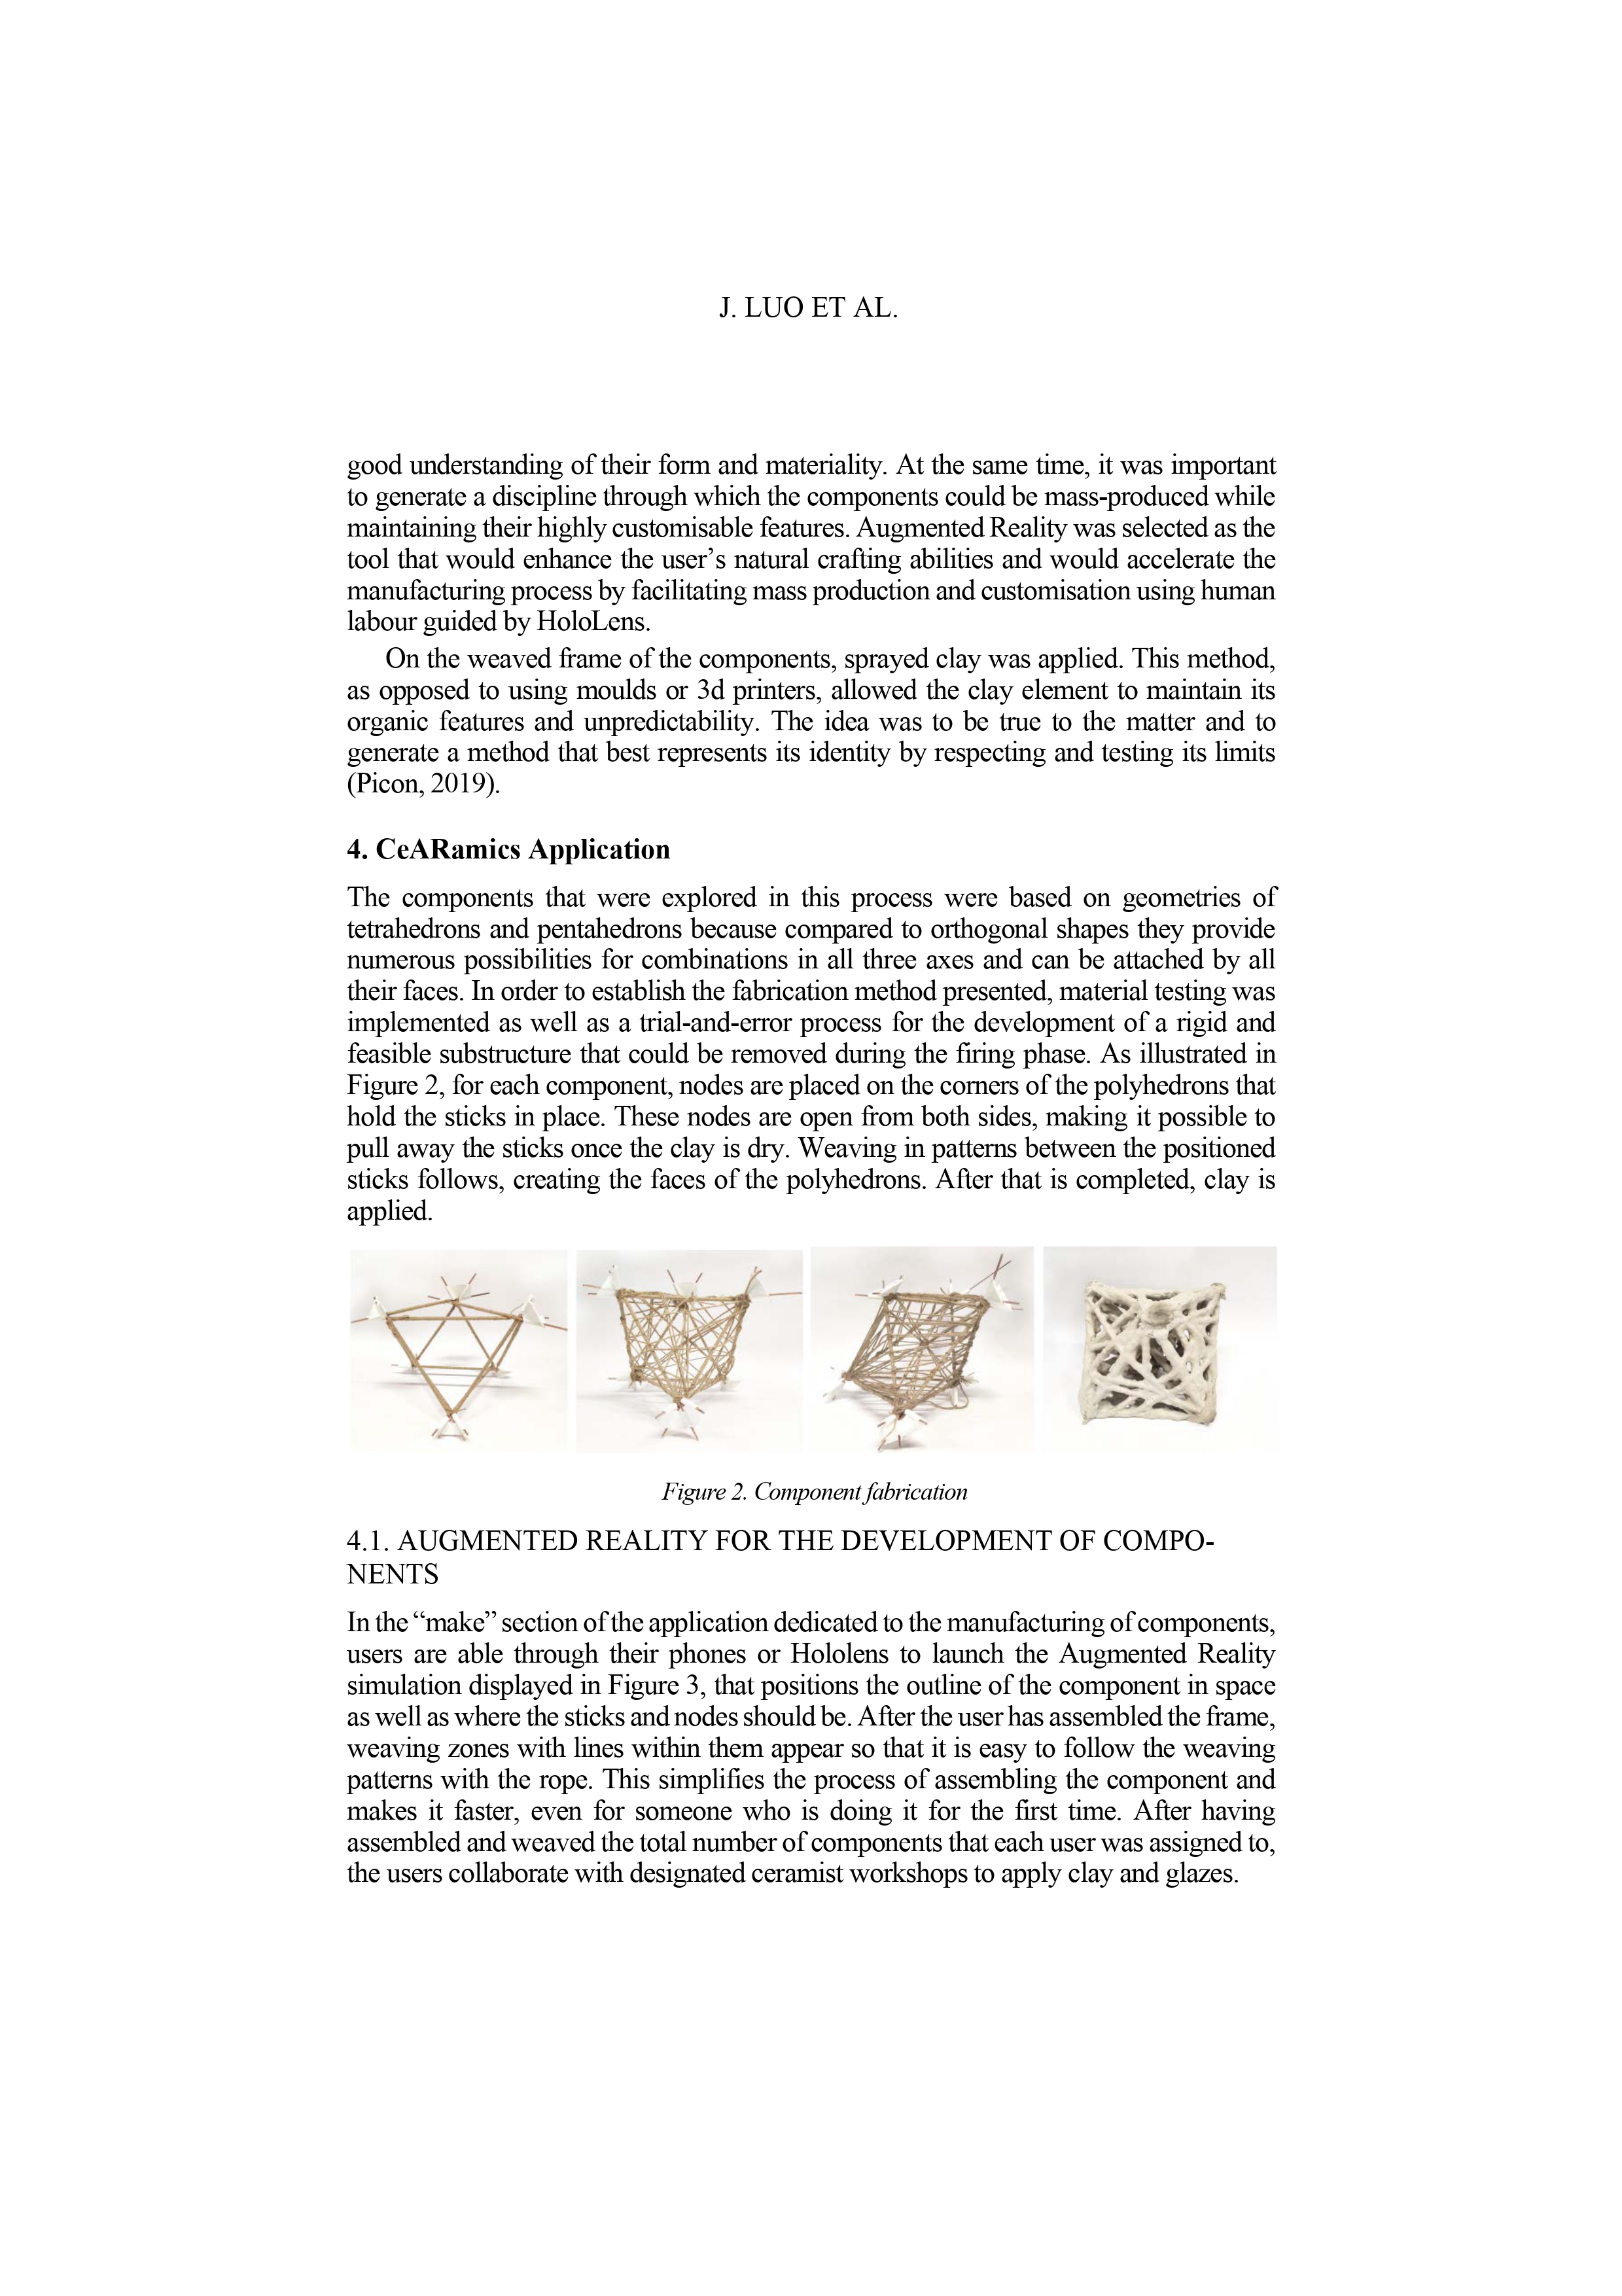 J. LUO ET AL.
good understanding of their form and materiality. At the same time, it was important
to generate a discipline through which the components could be mass-produced while
maintaining their highly customisable features. Augmented Reality was selected as the
tool that would enhance the user’s natural crafting abilities and would accelerate the
manufacturing process by facilitating mass production and customisation using human
labour guided by HoloLens.
On the weaved frame of the components, sprayed clay was applied. This method,
as opposed to using moulds or 3d printers, allowed the clay element to maintain its
organic features and unpredictability. The idea was to be true to the matter and to
generate a method that best represents its identity by respecting and testing its limits
(Picon, 2019).
4. CeARamics Application
The components that were explored in this process were based on geometries of
tetrahedrons and pentahedrons because compared to orthogonal shapes they provide
numerous possibilities for combinations in all three axes and can be attached by all
their faces. In order to establish the fabrication method presented, material testing was
implemented as well as a trial-and-error process for the development of a rigid and
feasible substructure that could be removed during the firing phase. As illustrated in
Figure 2, for each component, nodes are placed on the corners of the polyhedrons that
hold the sticks in place. These nodes are open from both sides, making it possible to
pull away the sticks once the clay is dry. Weaving in patterns between the positioned
sticks follows, creating the faces of the polyhedrons. After that is completed, clay is
applied.
Figure 2. Component fabrication
4.1. AUGMENTED REALITY FOR THE DEVELOPMENT OF COMPO-
NENTS
In the “make” section of the application dedicated to the manufacturing of components,
users are able through their phones or Hololens to launch the Augmented Reality
simulation displayed in Figure 3, that positions the outline of the component in space
as well as where the sticks and nodes should be. After the user has assembled the frame,
weaving zones with lines within them appear so that it is easy to follow the weaving
patterns with the rope. This simplifies the process of assembling the component and
makes it faster, even for someone who is doing it for the first time. After having
assembled and weaved the total number of components that each user was assigned to,
the users collaborate with designated ceramist workshops to apply clay and glazes.